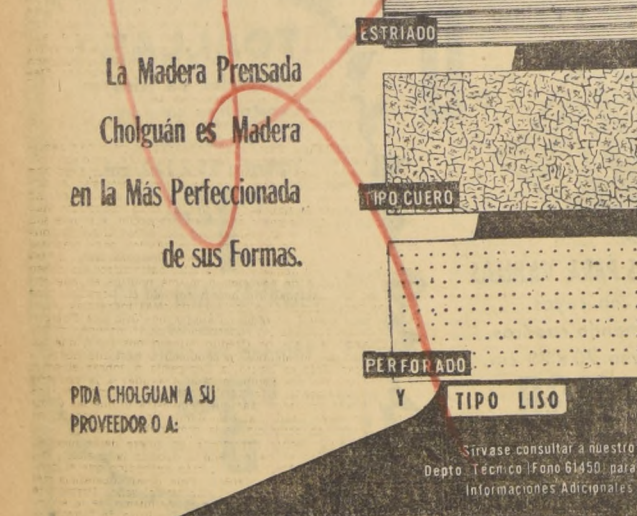 ESTRIADO
La Madera Prensada
Cholguán es Madera
en la Más Perfeccionada
de sus Formas.
TIPO CUERO
PERFORADO
Y TIPO LISO
PIDA CHOLGUAN A SU
PROVEEDOR O A:
Sírvase consultar a nuestro
Depto Técnico (Fono 61450) para
Informaciones Adicionales